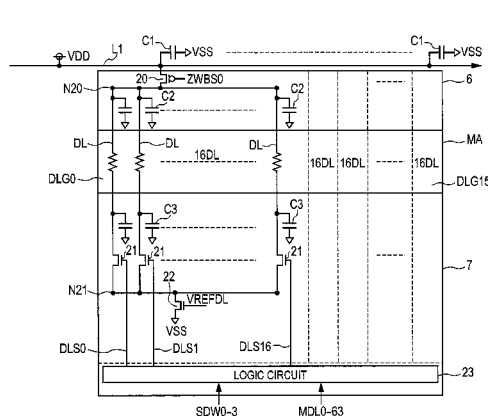 VDD L1 C1 VSS C1 VSS
20 ZWBS0 6
N20
C2 C2
DL DL DL MA
16DL 16DL 16DL 16DL
DLG0 DLG15
C3 C3
21 21 21
22 7
N21 VREFDL
VSS
DLS0 DLS1 DLS16
LOGIC CIRCUIT 23
SDW0-3 MDL0-63